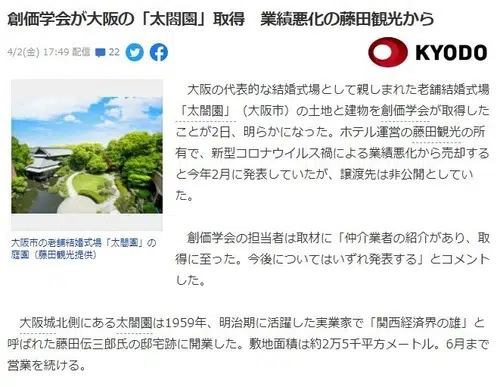 創価学会が大阪の「太閤園」取得　業績悪化の藤田観光から
4/2(金) 17:49 配信 22
KYODO
大阪の代表的な結婚式場として親しまれた老舗結婚式場
「太閤園」（大阪市）の土地と建物を創価学会が取得した
ことが2日、明らかになった。ホテル運営の藤田観光の所
有で、新型コロナウイルス禍による業績悪化から売却する
と今年2月に発表していたが、譲渡先は非公開としてい
た。
大阪市の老舗結婚式場「太閤園」の
庭園（藤田観光提供）
創価学会の担当者は取材に「仲介業者の紹介があり、取
得に至った。今後についてはいずれ発表する」とコメント
した。
大阪城北側にある太閤園は1959年、明治期に活躍した実業家で「関西経済界の雄」と
呼ばれた藤田伝三郎氏の邸宅跡に開業した。敷地面積は約2万5千平方メートル。6月まで
営業を続ける。